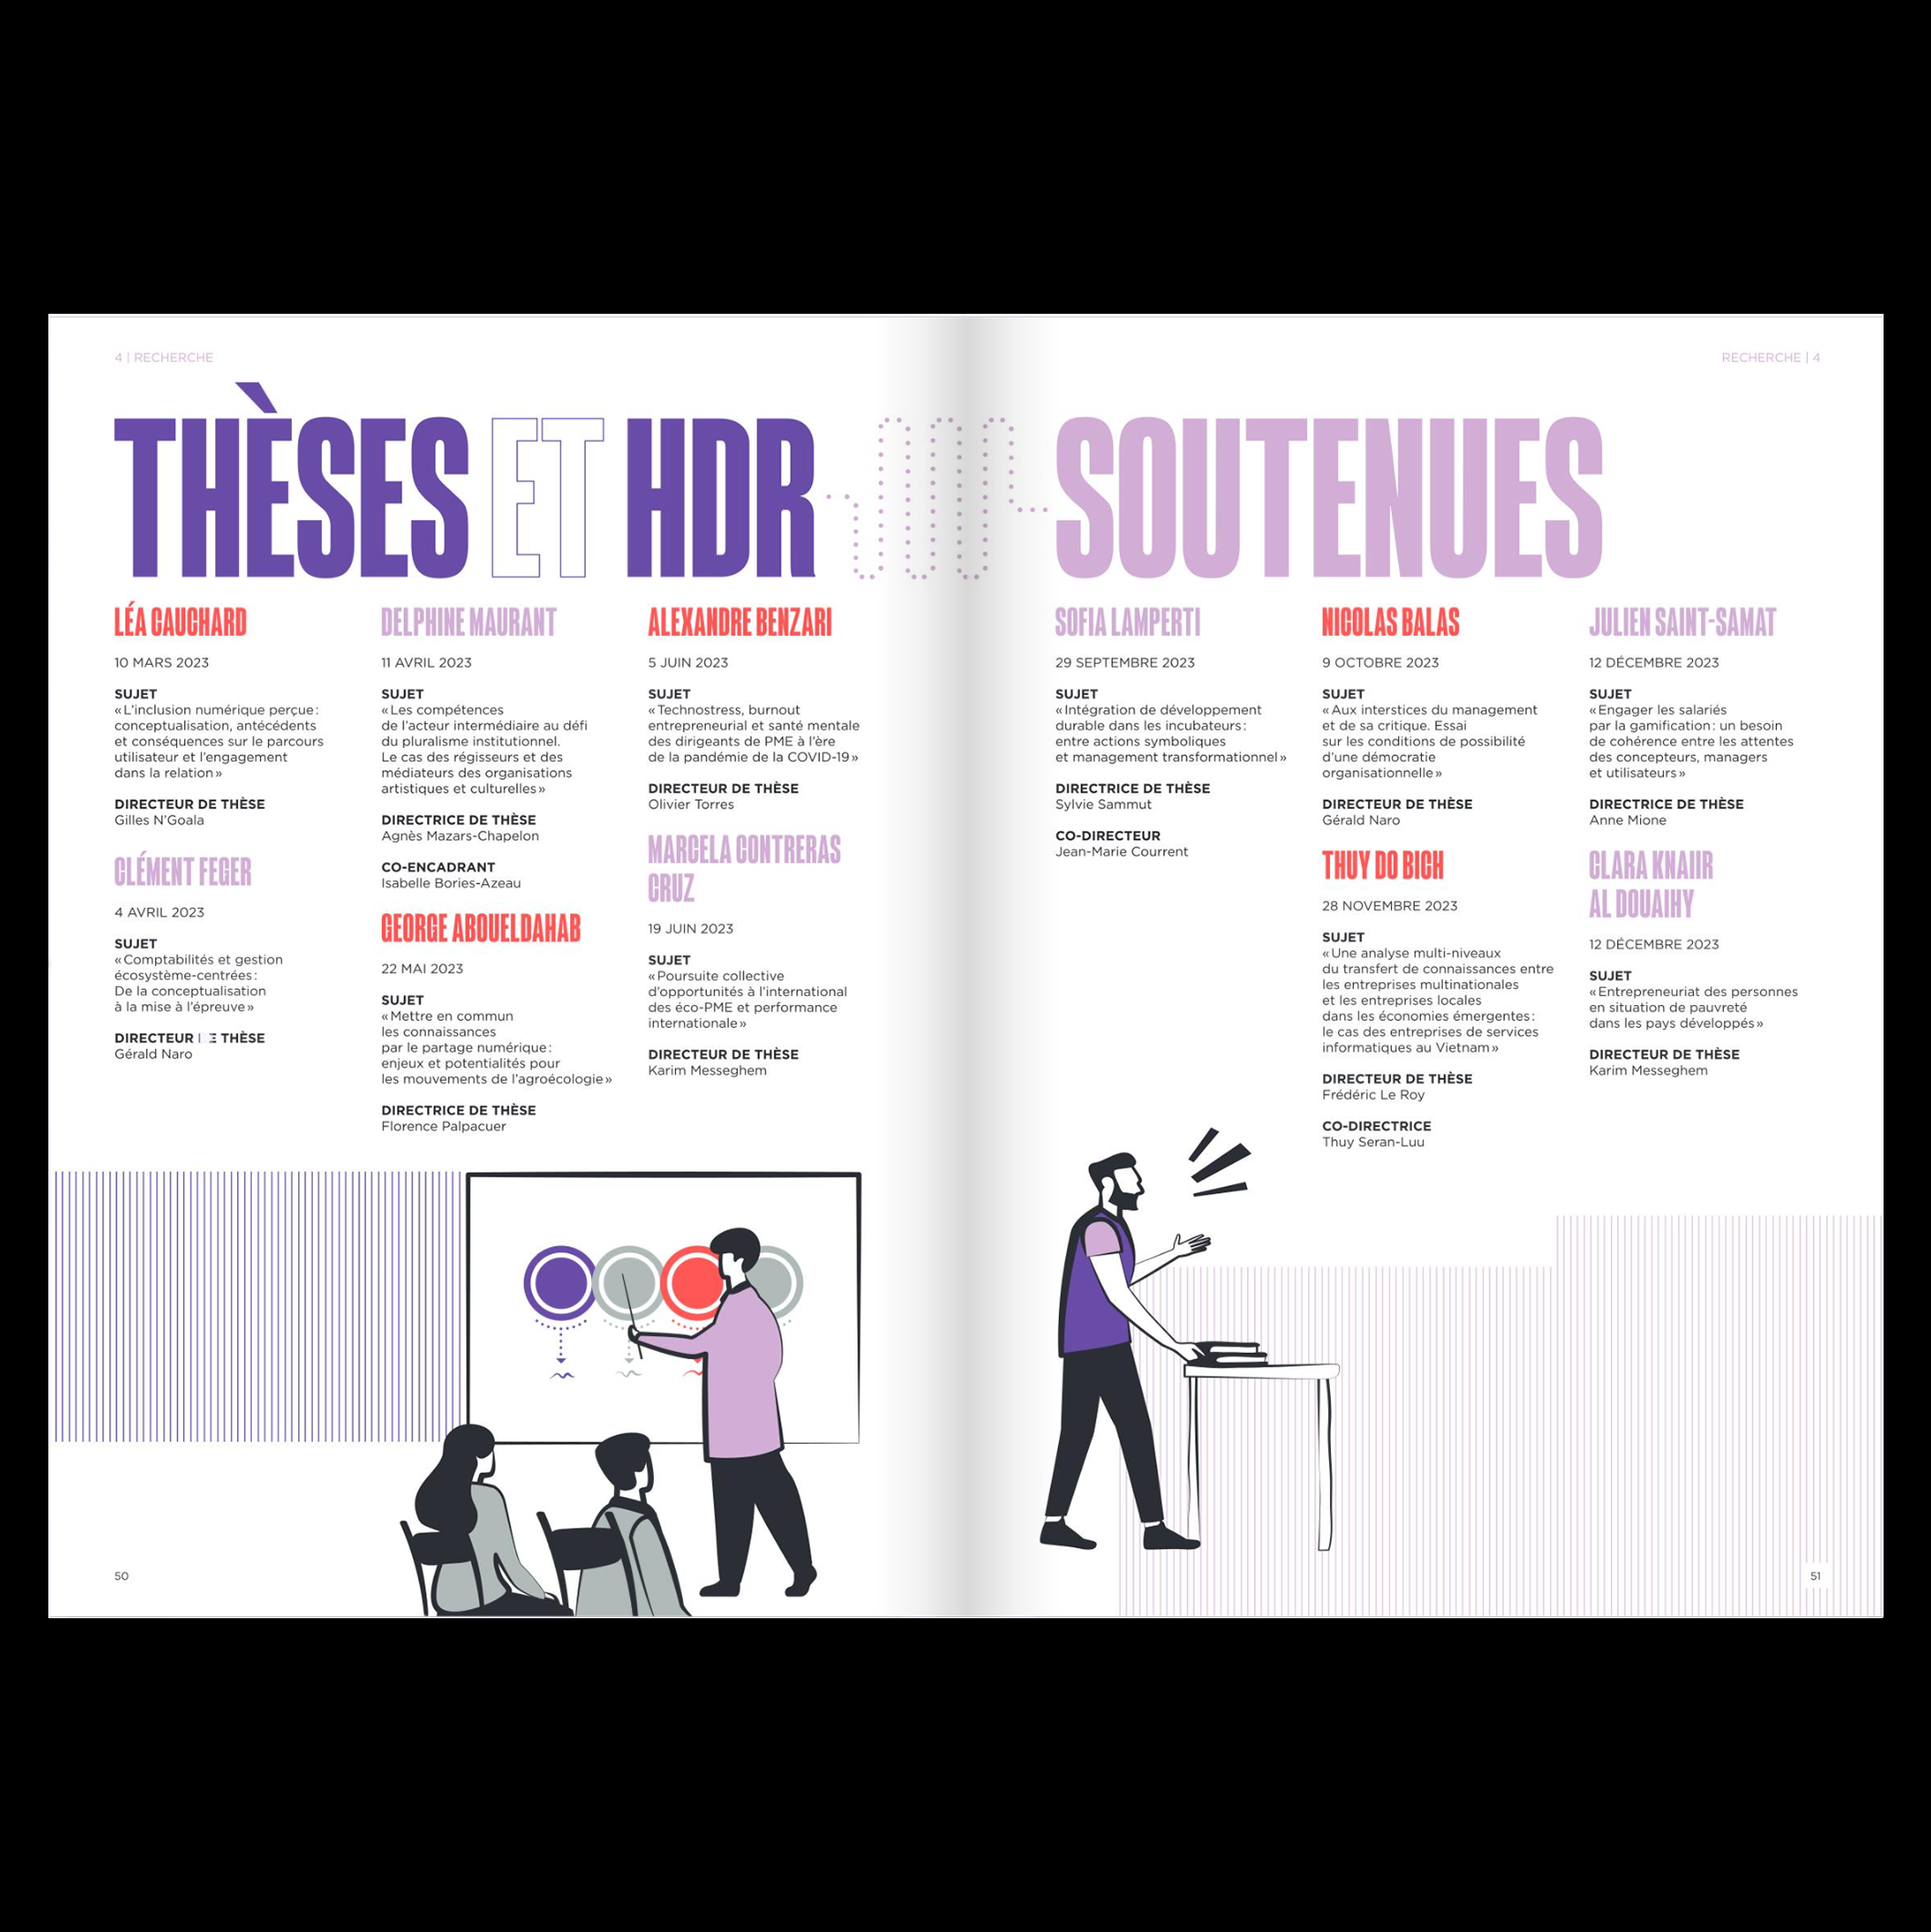 4 | RECHERCHE
THÈSES ET HDR
LÉA CAUCHARD
10 MARS 2023
SUJET
« L'inclusion numérique perçue :
conceptualisation, antécédents
et conséquences sur le parcours
utilisateur et l'engagement
dans la relation »
DIRECTEUR DE THÈSE
Gilles N'Goala
CLÉMENT FEGER
4 AVRIL 2023
SUJET
« Comptabilités et gestion
écosystème-centrées :
De la conceptualisation
à la mise à l'épreuve »
DIRECTEUR DE THÈSE
Gérald Naro
DELPHINE MAURANT
11 AVRIL 2023
SUJET
« Les compétences
de l'acteur intermédiaire au défi
du pluralisme institutionnel.
Le cas des régisseurs et des
médiateurs des organisations
artistiques et culturelles »
DIRECTRICE DE THÈSE
Agnès Mazars-Chapelon
CO-ENCADRANT
Isabelle Bories-Azeau
GEORGE ABOUELDAHAB
22 MAI 2023
SUJET
« Mettre en commun
les connaissances
par le partage numérique :
enjeux et potentialités pour
les mouvements de l'agroécologie »
DIRECTRICE DE THÈSE
Florence Palpacuer
ALEXANDRE BENZARI
5 JUIN 2023
SUJET
« Technostress, burnout
entrepreneurial et santé mentale
des dirigeants de PME à l'ère
de la pandémie de la COVID-19 »
DIRECTEUR DE THÈSE
Olivier Torres
MARCELA CONTRERAS
CRUZ
19 JUIN 2023
SUJET
« Poursuite collective
d'opportunités à l'international
des éco-PME et performance
internationale »
DIRECTEUR DE THÈSE
Karim Messeghem
50
RECHERCHE | 4
SOUTENUES
SOFIA LAMPERTI
29 SEPTEMBRE 2023
SUJET
« Intégration de développement
durable dans les incubateurs :
entre actions symboliques
et management transformationnel »
DIRECTRICE DE THÈSE
Sylvie Sammut
CO-DIRECTEUR
Jean-Marie Courrent
NICOLAS BALAS
9 OCTOBRE 2023
SUJET
« Aux interstices du management
et de sa critique. Essai
sur les conditions de possibilité
d'une démocratie
organisationnelle »
DIRECTEUR DE THÈSE
Gérald Naro
THUY DO BICH
28 NOVEMBRE 2023
SUJET
« Une analyse multi-niveaux
du transfert de connaissances entre
les entreprises multinationales
et les entreprises locales
dans les économies émergentes :
le cas des entreprises de services
informatiques au Vietnam »
DIRECTEUR DE THÈSE
Frédéric Le Roy
CO-DIRECTRICE
Thuy Seran-Luu
JULIEN SAINT-SAMAT
12 DÉCEMBRE 2023
SUJET
« Engager les salariés
par la gamification : un besoin
de cohérence entre les attentes
des concepteurs, managers
et utilisateurs »
DIRECTRICE DE THÈSE
Anne Mione
CLARA KNAIIR
AL DOUAIHY
12 DÉCEMBRE 2023
SUJET
« Entrepreneuriat des personnes
en situation de pauvreté
dans les pays développés »
DIRECTEUR DE THÈSE
Karim Messeghem
51